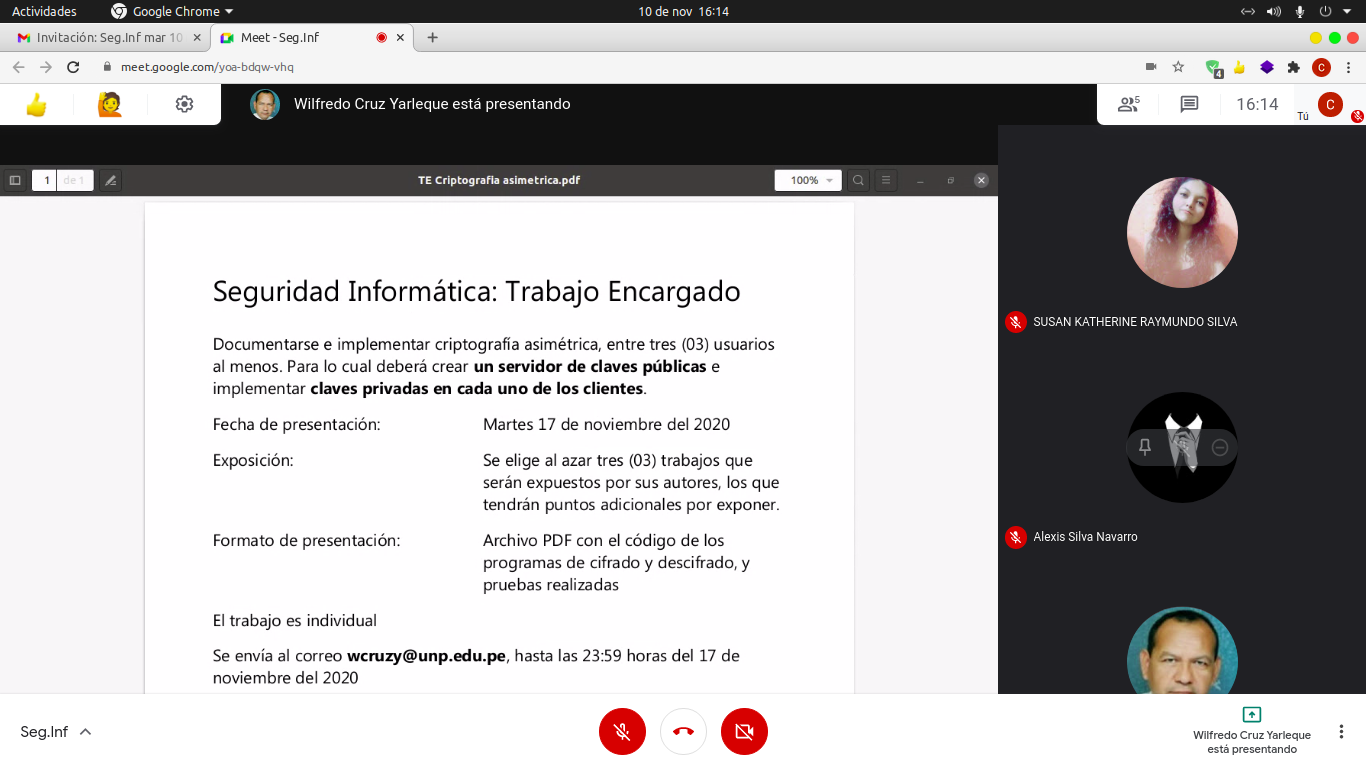 Actividades
Google Chrome
10 de nov 16:14
Invitación: Seg.Inf mar 10
Meet - Seg.Inf
meet.google.com/yoa-bdqw-vhq
4
C
Wilfredo Cruz Yarleque está presentando
5
16:14
Tú
C
1
de 1
TE Criptografia asimetrica.pdf
100%
Seguridad Informática: Trabajo Encargado
Documentarse e implementar criptografía asimétrica, entre tres (03) usuarios
al menos. Para lo cual deberá crear un servidor de claves públicas e
implementar claves privadas en cada uno de los clientes.
Fecha de presentación: Martes 17 de noviembre del 2020
Exposición: Se elige al azar tres (03) trabajos que
serán expuestos por sus autores, los que
tendrán puntos adicionales por exponer.
Formato de presentación: Archivo PDF con el código de los
programas de cifrado y descifrado, y
pruebas realizadas
El trabajo es individual
Se envía al correo wcruzy@unp.edu.pe, hasta las 23:59 horas del 17 de
noviembre del 2020
SUSAN KATHERINE RAYMUNDO SILVA
Alexis Silva Navarro
Seg.Inf
Wilfredo Cruz Yarleque
está presentando